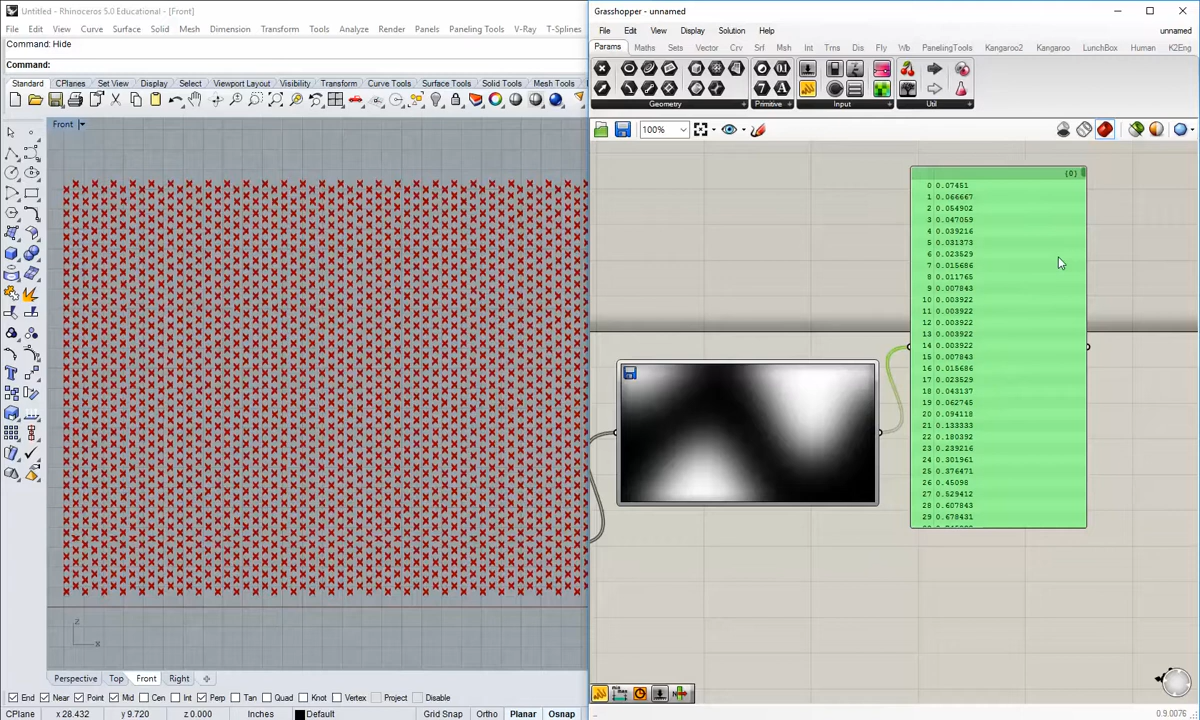 Untitled - Rhinoceros 5.0 Educational - [Front]
File Edit View Curve Surface Solid Mesh Dimension Transform Tools Analyze Render Panels Paneling Tools V-Ray T-Splines
Command: Hide
Command:
Standard CPlanes Set View Display Select Viewport Layout Visibility Transform Curve Tools Surface Tools Solid Tools Mesh Tools
Front
z
x
Perspective Top Front Right
End Near Point Mid Cen Int Perp Tan Quad Knot Vertex Project Disable
CPlane x 28.432 y 9.720 z 0.000 Inches Default Grid Snap Ortho Planar Osnap
Grasshopper - unnamed
File Edit View Display Solution Help unnamed
Params Maths Sets Vector Crv Srf Msh Int Trns Dis Fly Wb PanelingTools Kangaroo2 Kangaroo LunchBox Human K2Eng
Geometry Primitive Input Util
100%
{0}
0 0.07451
1 0.066667
2 0.054902
3 0.047059
4 0.039216
5 0.031373
6 0.023529
7 0.015686
8 0.011765
9 0.007843
10 0.003922
11 0.003922
12 0.003922
13 0.003922
14 0.003922
15 0.007843
16 0.015686
17 0.023529
18 0.043137
19 0.062745
20 0.094118
21 0.133333
22 0.180392
23 0.239216
24 0.301961
25 0.376471
26 0.45098
27 0.529412
28 0.607843
29 0.678431
0.9.0076